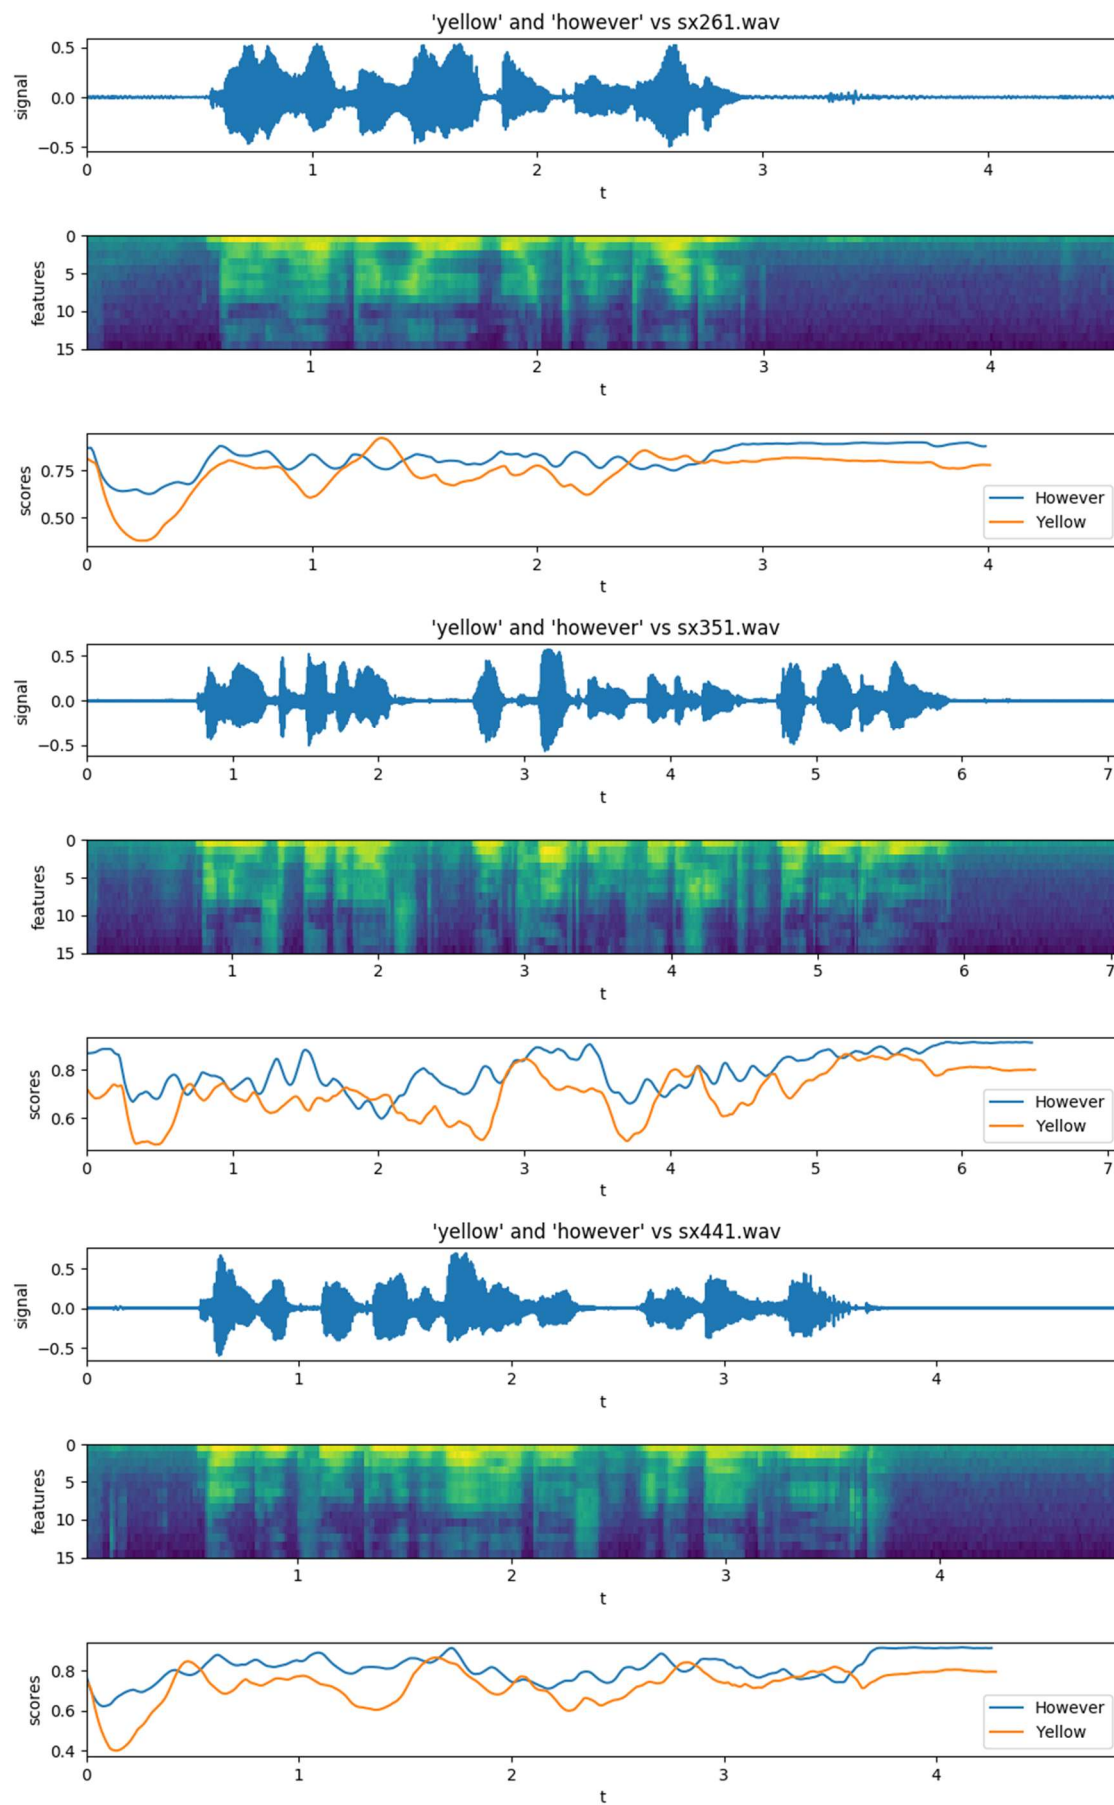 'yellow' and 'however' vs sx261.wav
0.5
0.0
−0.5
signal
0 1 2 3 4
t
0
5
10
15
features
1 2 3 4
t
0.75
0.50
scores
However
Yellow
0 1 2 3 4
t
'yellow' and 'however' vs sx351.wav
0.5
0.0
−0.5
signal
0 1 2 3 4 5 6 7
t
0
5
10
15
features
1 2 3 4 5 6 7
t
0.8
0.6
scores
However
Yellow
0 1 2 3 4 5 6 7
t
'yellow' and 'however' vs sx441.wav
0.5
0.0
−0.5
signal
0 1 2 3 4
t
0
5
10
15
features
1 2 3 4
t
0.8
0.6
0.4
scores
However
Yellow
0 1 2 3 4
t